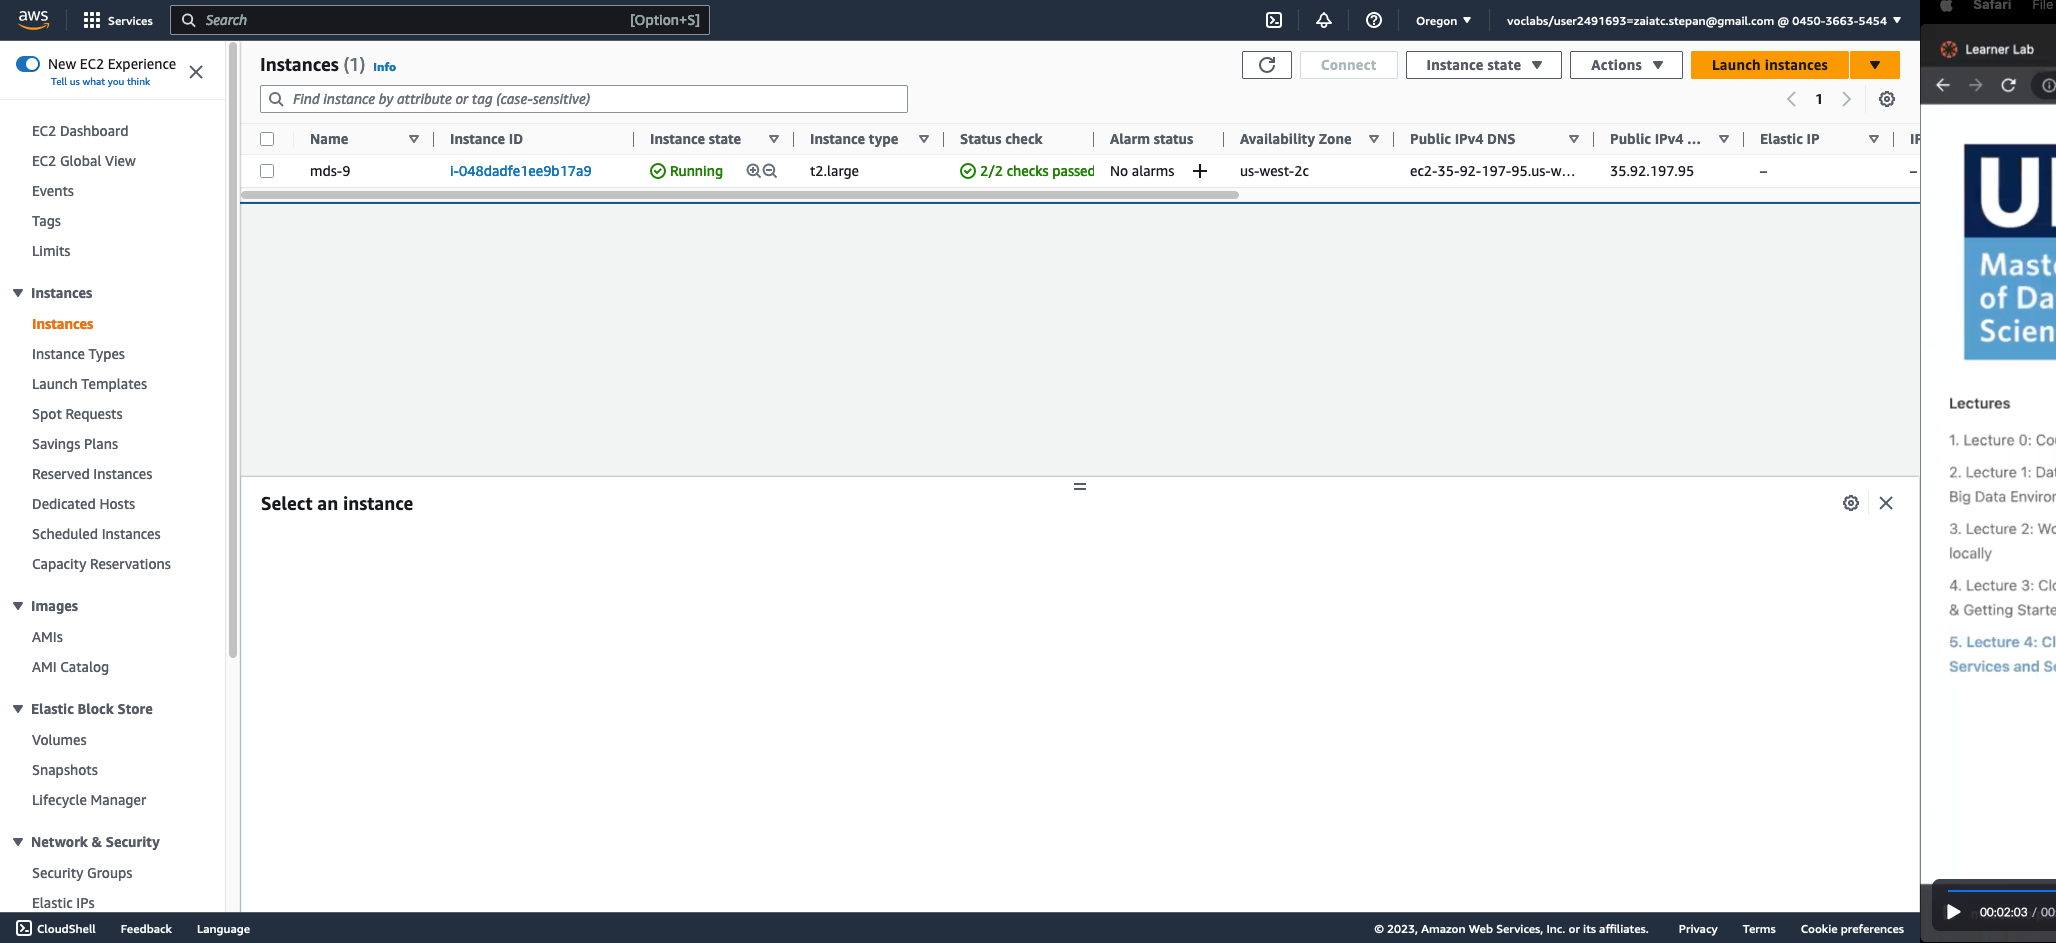 aws
Services
Search
[Option+S]
Oregon
voclabs/user2491693=zaiatc.stepan@gmail.com @ 0450-3663-5454
Safari
File
New EC2 Experience
Tell us what you think
EC2 Dashboard
EC2 Global View
Events
Tags
Limits
Instances
Instances
Instance Types
Launch Templates
Spot Requests
Savings Plans
Reserved Instances
Dedicated Hosts
Scheduled Instances
Capacity Reservations
Images
AMIs
AMI Catalog
Elastic Block Store
Volumes
Snapshots
Lifecycle Manager
Network & Security
Security Groups
Elastic IPs
Instances (1) Info
Connect
Instance state
Actions
Launch instances
Find instance by attribute or tag (case-sensitive)
1
Name Instance ID Instance state Instance type Status check Alarm status Availability Zone Public IPv4 DNS Public IPv4 ... Elastic IP IP
mds-9 i-048dadfe1ee9b17a9 Running t2.large 2/2 checks passed No alarms us-west-2c ec2-35-92-197-95.us-w... 35.92.197.95 – –
Select an instance
Learner Lab
Maste
of Da
Scien
Lectures
1. Lecture 0: Co
2. Lecture 1: Dat
Big Data Environ
3. Lecture 2: Wo
locally
4. Lecture 3: Clo
& Getting Starte
5. Lecture 4: Cl
Services and Se
00:02:03 / 00
CloudShell Feedback Language
© 2023, Amazon Web Services, Inc. or its affiliates. Privacy Terms Cookie preferences